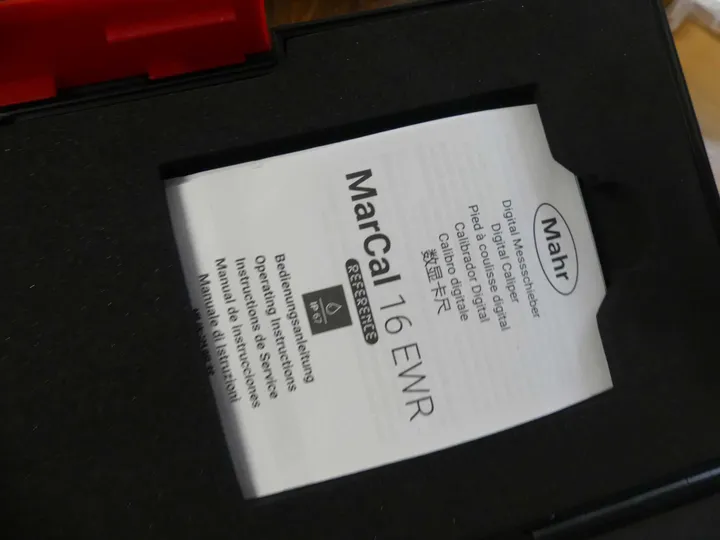 Mahr
Digital Messschieber
Digital Caliper
Pied à coulisse digital
Calibrador Digital
Calibro digitale
数显卡尺
MarCal 16 EWR
REFERENCE
IP 67
Bedienungsanleitung
Operating Instructions
Instructions de Service
Manual de instrucciones
Manuale di Istruzioni